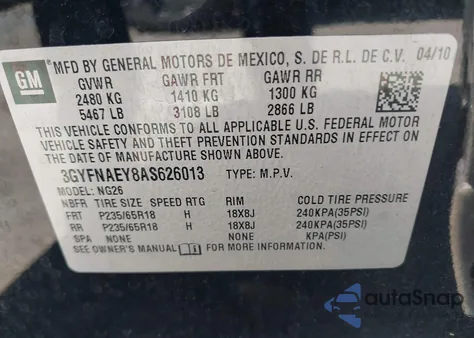 GM
MFD BY GENERAL MOTORS DE MEXICO, S. DE R.L. DE C.V. 04/10
GVWR GAWR FRT GAWR RR
2480 KG 1410 KG 1300 KG
5467 LB 3108 LB 2866 LB
THIS VEHICLE CONFORMS TO ALL APPLICABLE U.S. FEDERAL MOTOR
VEHICLE SAFETY AND THEFT PREVENTION STANDARDS IN EFFECT ON THE
DATE OF MANUFACTURE SHOWN ABOVE.
3GYFNAEY8AS626013 TYPE: M.P.V.
MODEL: NG26
NBFR TIRE SIZE SPEED RTG RIM COLD TIRE PRESSURE
FRT P235/65R18 H 18X8J 240KPA(35PSI)
RR P235/65R18 H 18X8J 240KPA(35PSI)
SPA NONE NONE KPA(PSI)
SEE OWNER'S MANUAL
autoSnap